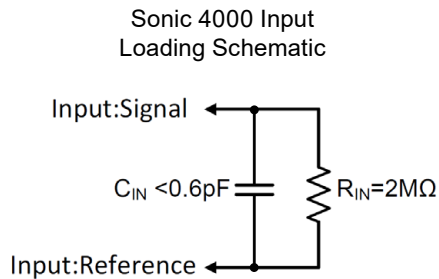 Sonic 4000 Input
Loading Schematic
Input:Signal
CIN <0.6pF
RIN=2MΩ
Input:Reference